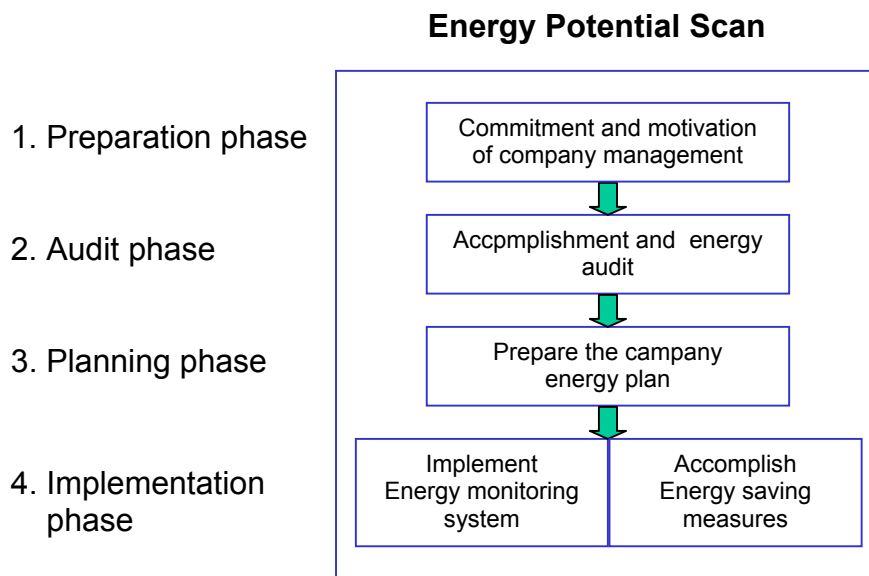 Energy Potential Scan
1. Preparation phase
Commitment and motivation
of company management
2. Audit phase
Accpmplishment and energy
audit
3. Planning phase
Prepare the campany
energy plan
4. Implementation
phase
Implement
Energy monitoring
system
Accomplish
Energy saving
measures